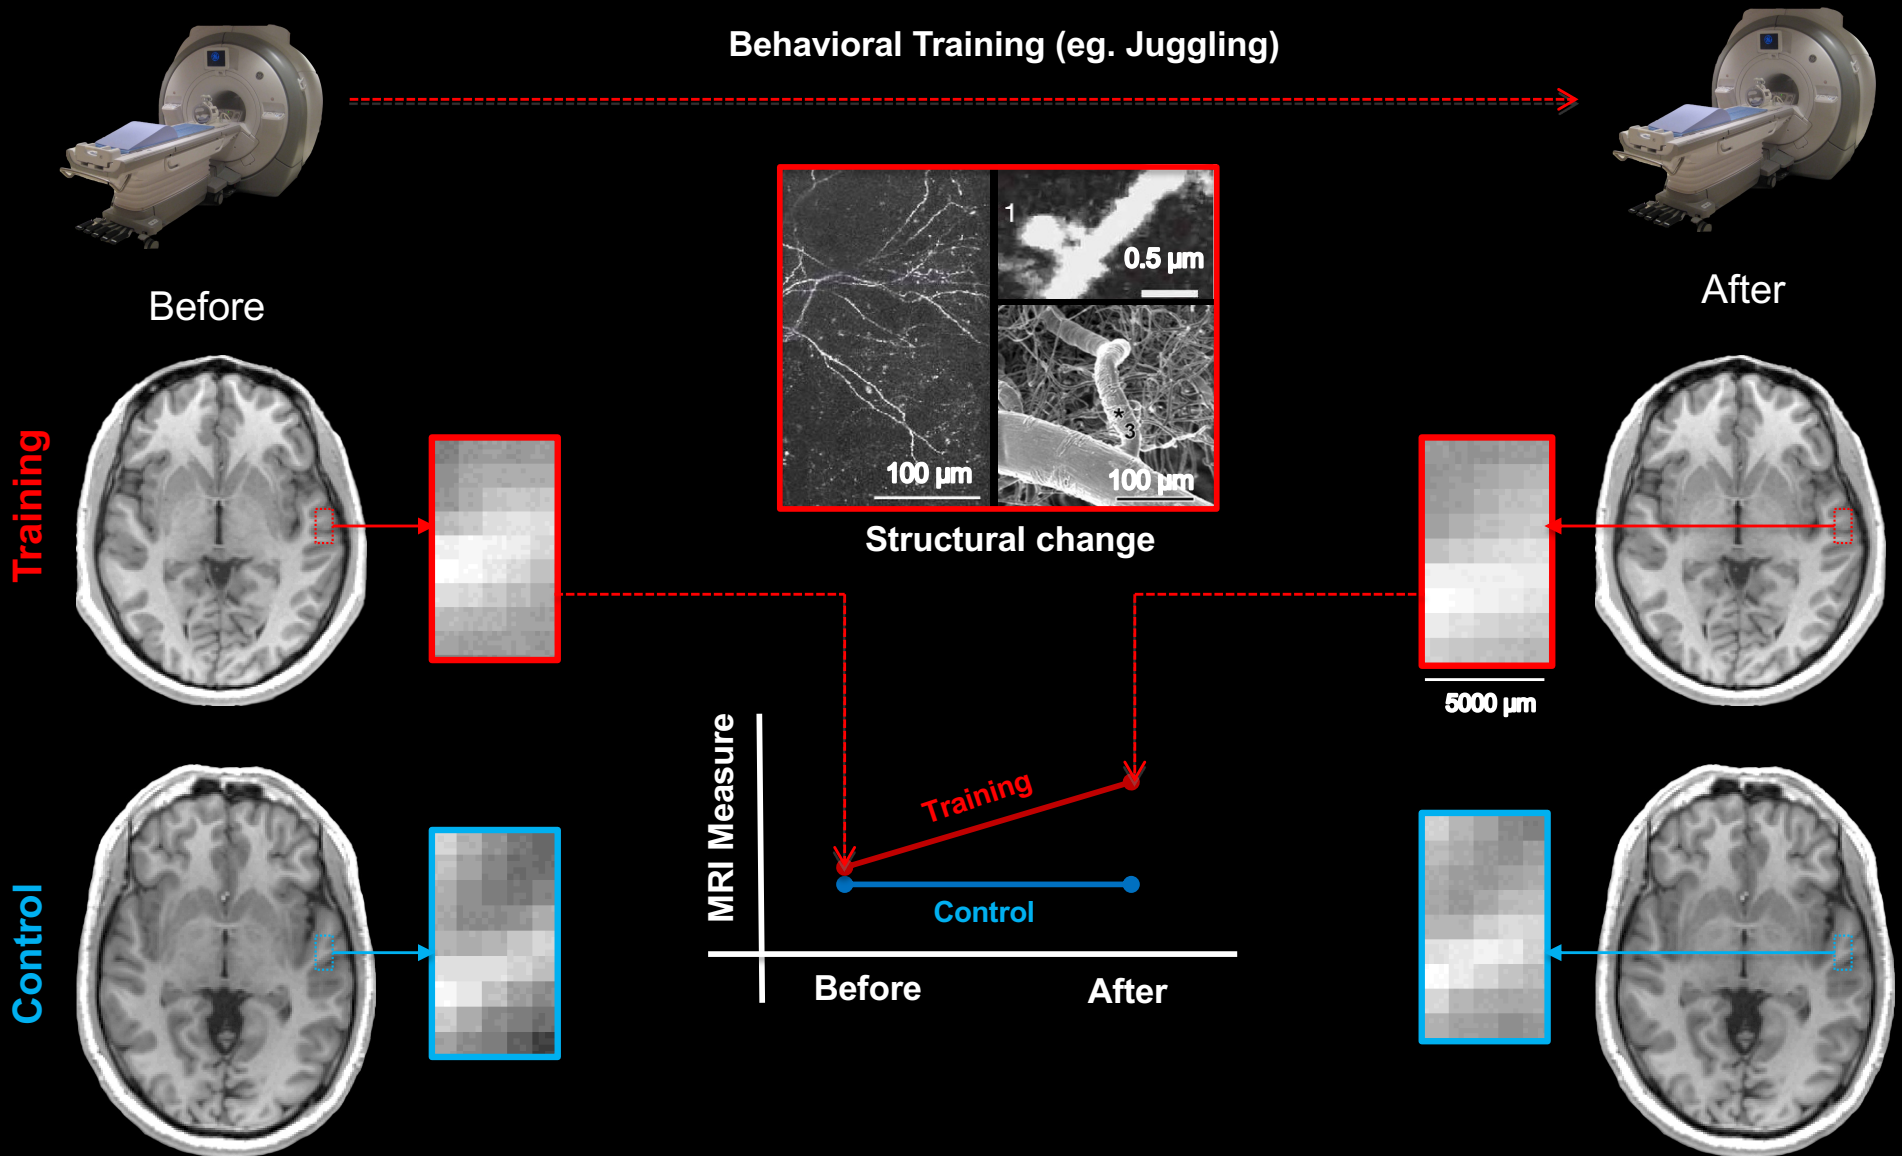 Behavioral Training (eg. Juggling)
Before
After
1
0.5 µm
100 µm
*
3
100 µm
Structural change
Training
5000 µm
Control
MRI Measure
Training
Control
Before
After